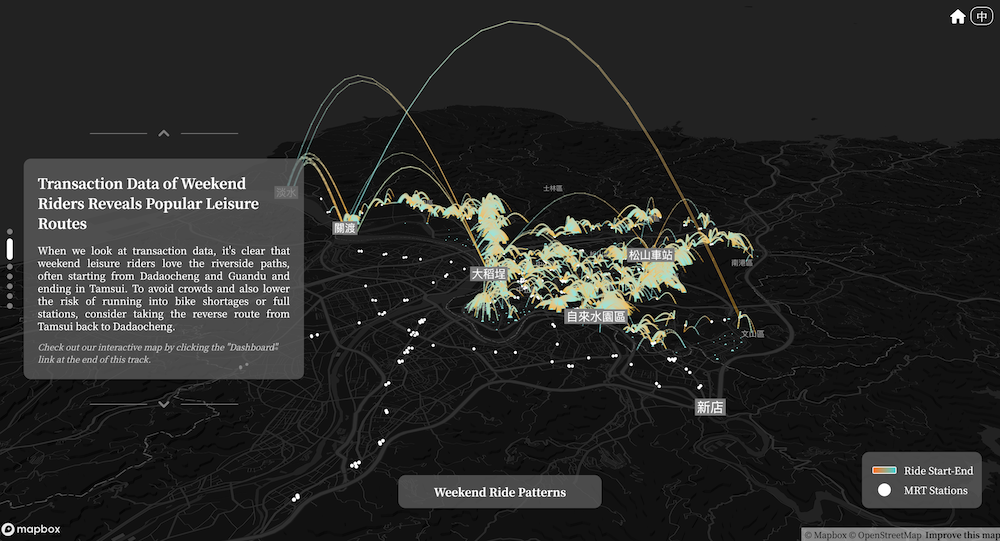 中
土林區
淡水
Transaction Data of Weekend
Riders Reveals Popular Leisure
Routes
關渡
When we look at transaction data, it's clear that
weekend leisure riders love the riverside paths,
often starting from Dadaocheng and Guandu and
ending in Tamsui. To avoid crowds and also lower
the risk of running into bike shortages or full
stations, consider taking the reverse route from
Tamsui back to Dadaocheng.
Check out our interactive map by clicking the "Dashboard"
link at the end of this track.
松山車站
南港區
大稻埕
自來水園區
文山區
新店
Ride Start-End
MRT Stations
Weekend Ride Patterns
mapbox
© Mapbox © OpenStreetMap Improve this map